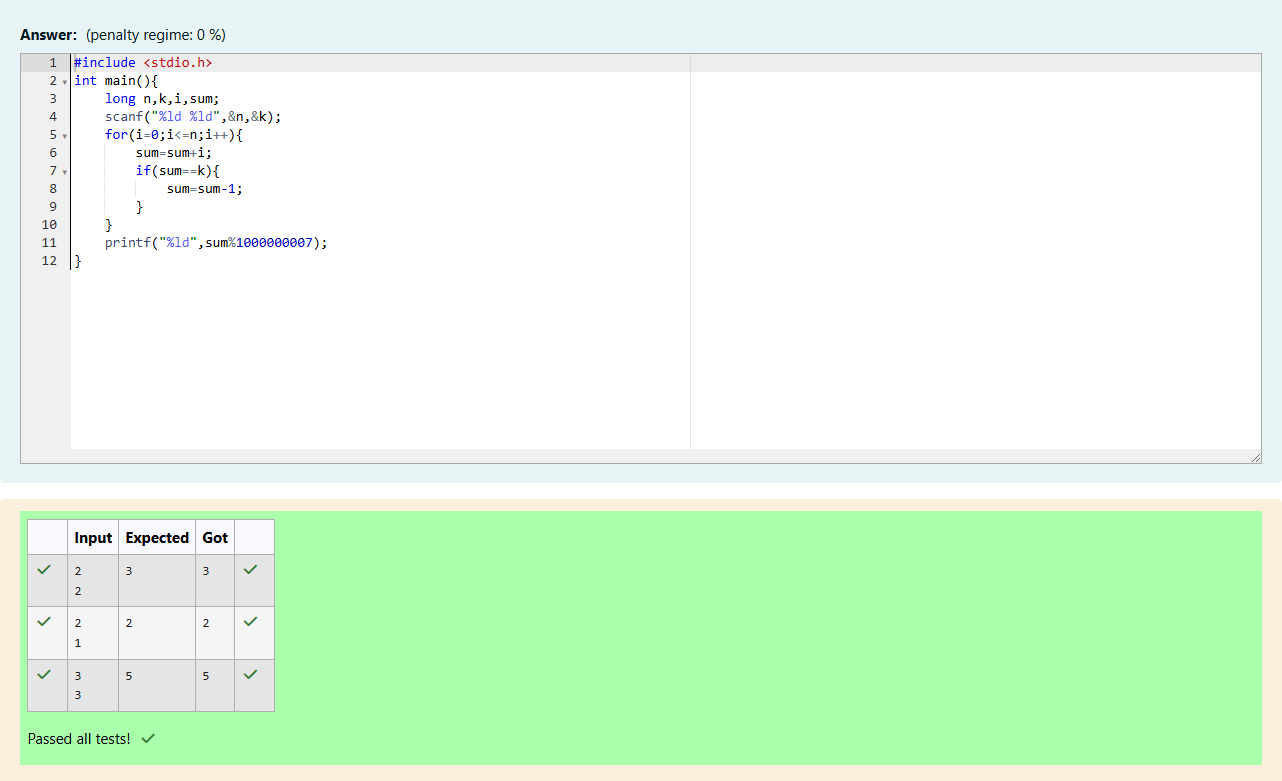 Answer: (penalty regime: 0 %)
1 #include <stdio.h>
2 int main(){
3     long n,k,i,sum;
4     scanf("%ld %ld",&n,&k);
5     for(i=0;i<=n;i++){
6         sum=sum+i;
7         if(sum==k){
8             sum=sum-1;
9         }
10     }
11     printf("%ld",sum%1000000007);
12 }
Input Expected Got
2 3 3
2
2 2 2
1
3 5 5
3
Passed all tests!